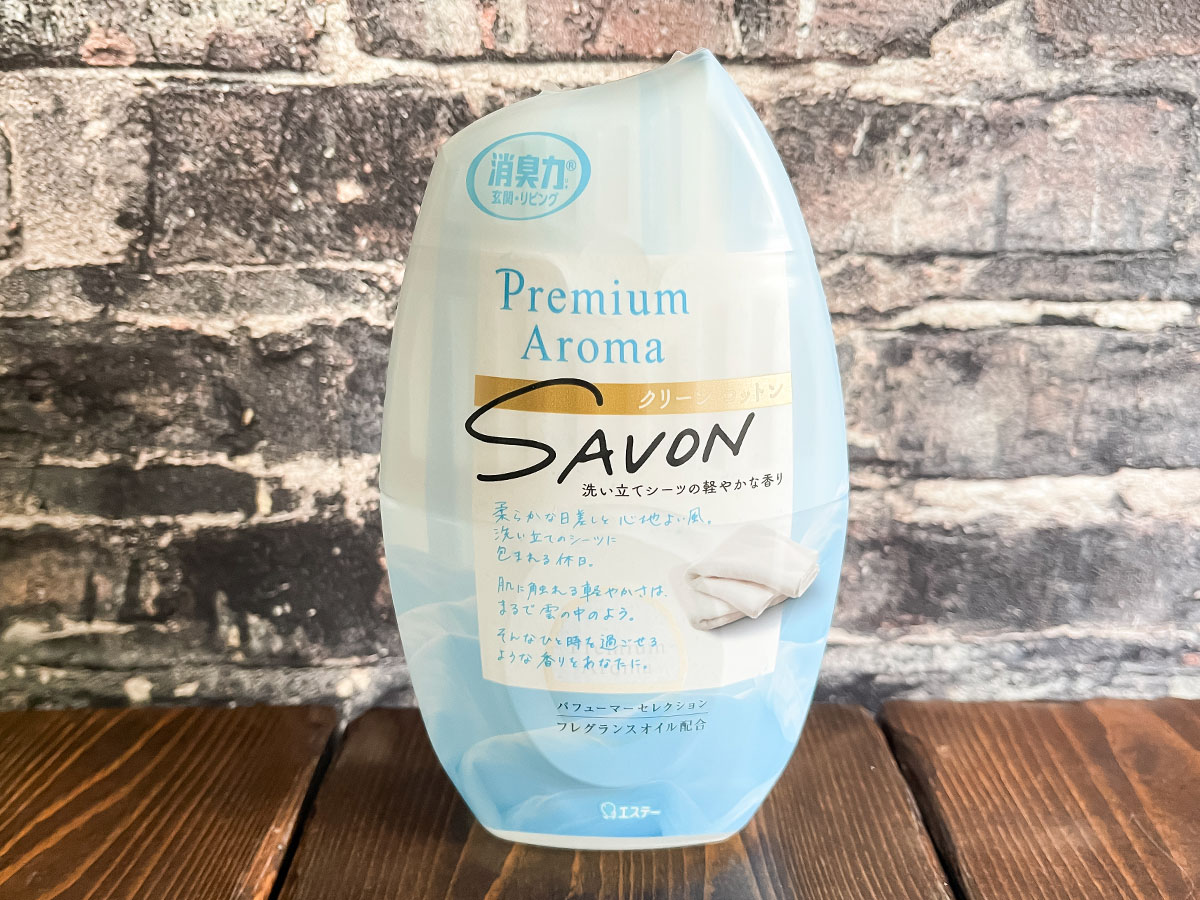 消臭力®
玄関・リビング
Premium
Aroma
クリーンコットン
SAVON
洗い立てシーツの軽やかな香り
柔らかな日差しと心地よい風。
洗い立てのシーツに
包まれる休日。
肌に触れる軽やかさは、
まるで雲の中のよう。
そんなひと時を過ごせる
ような香りをあなたに。
Premium
Aroma
パフューマーセレクション
フレグランスオイル配合
エステー